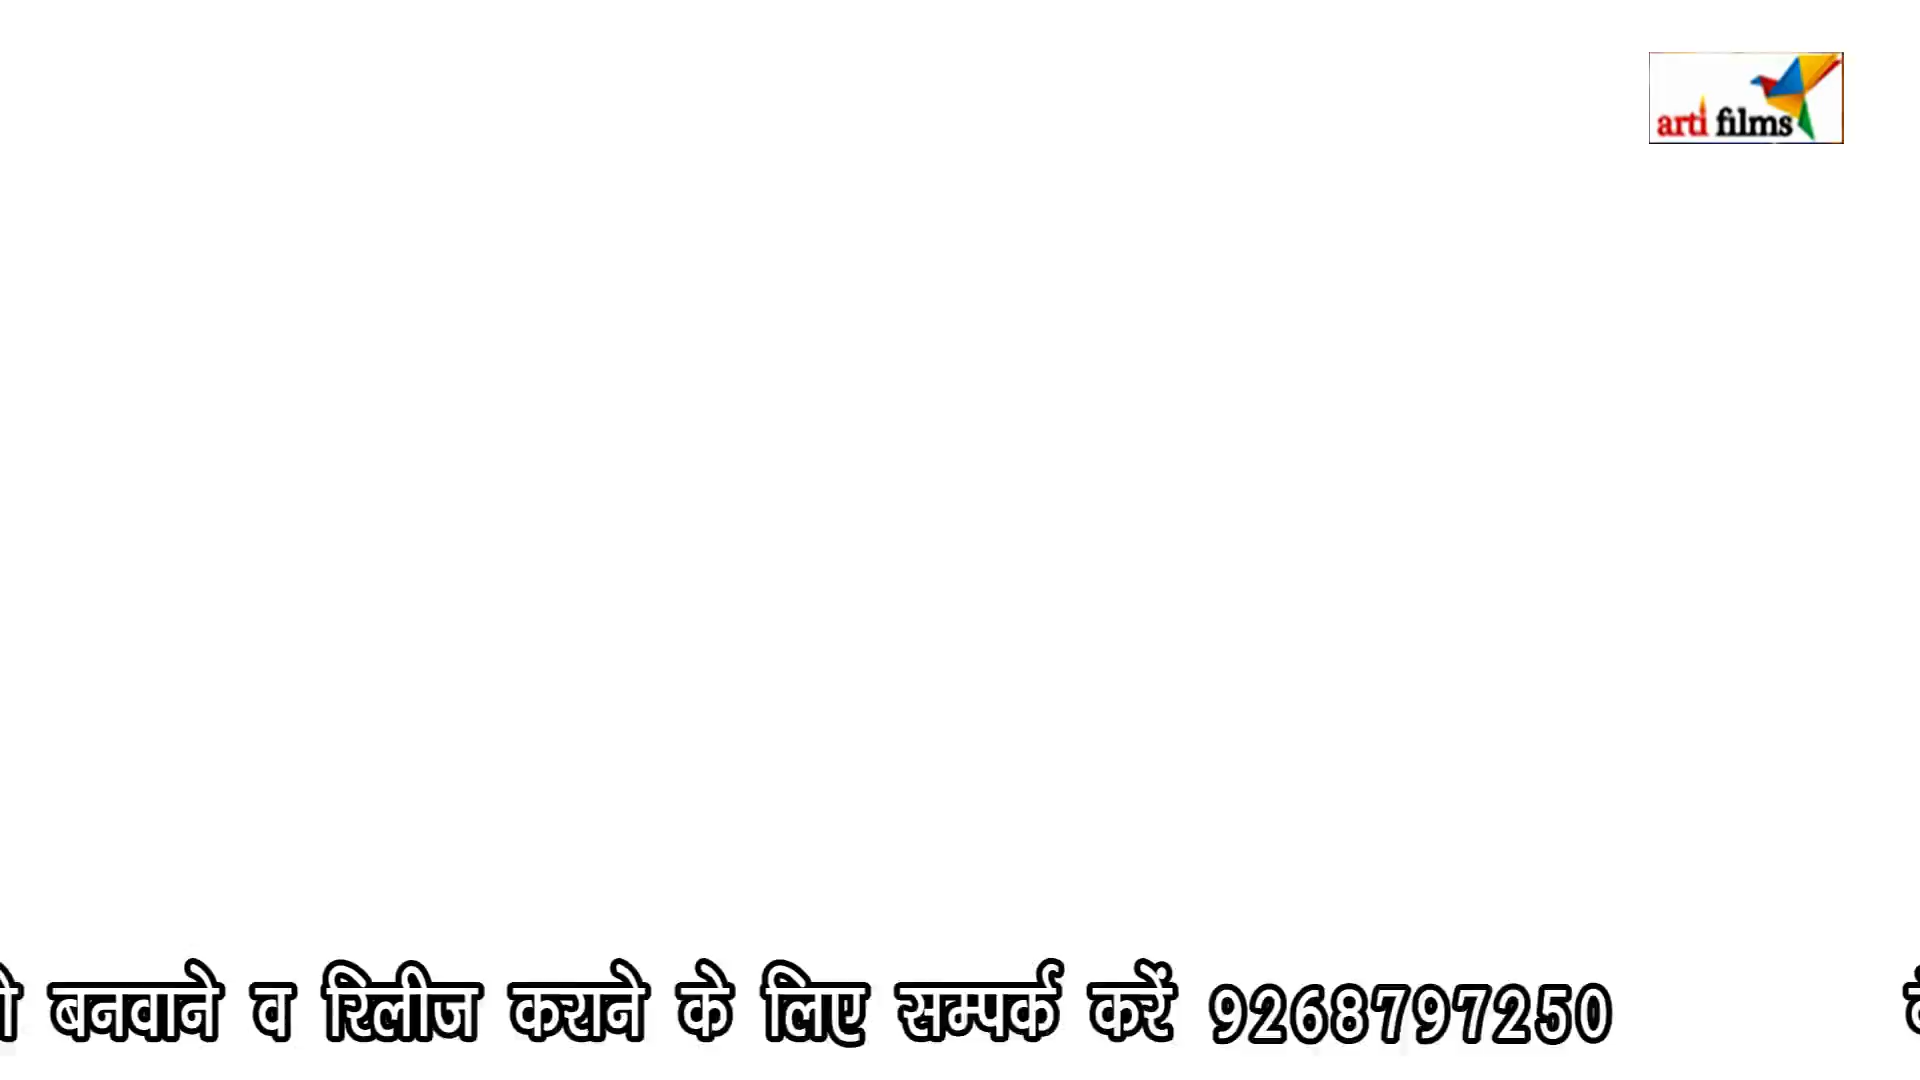 arti films
बनवाने व रिलीज कराने के लिए सम्पर्क करें 9268797250